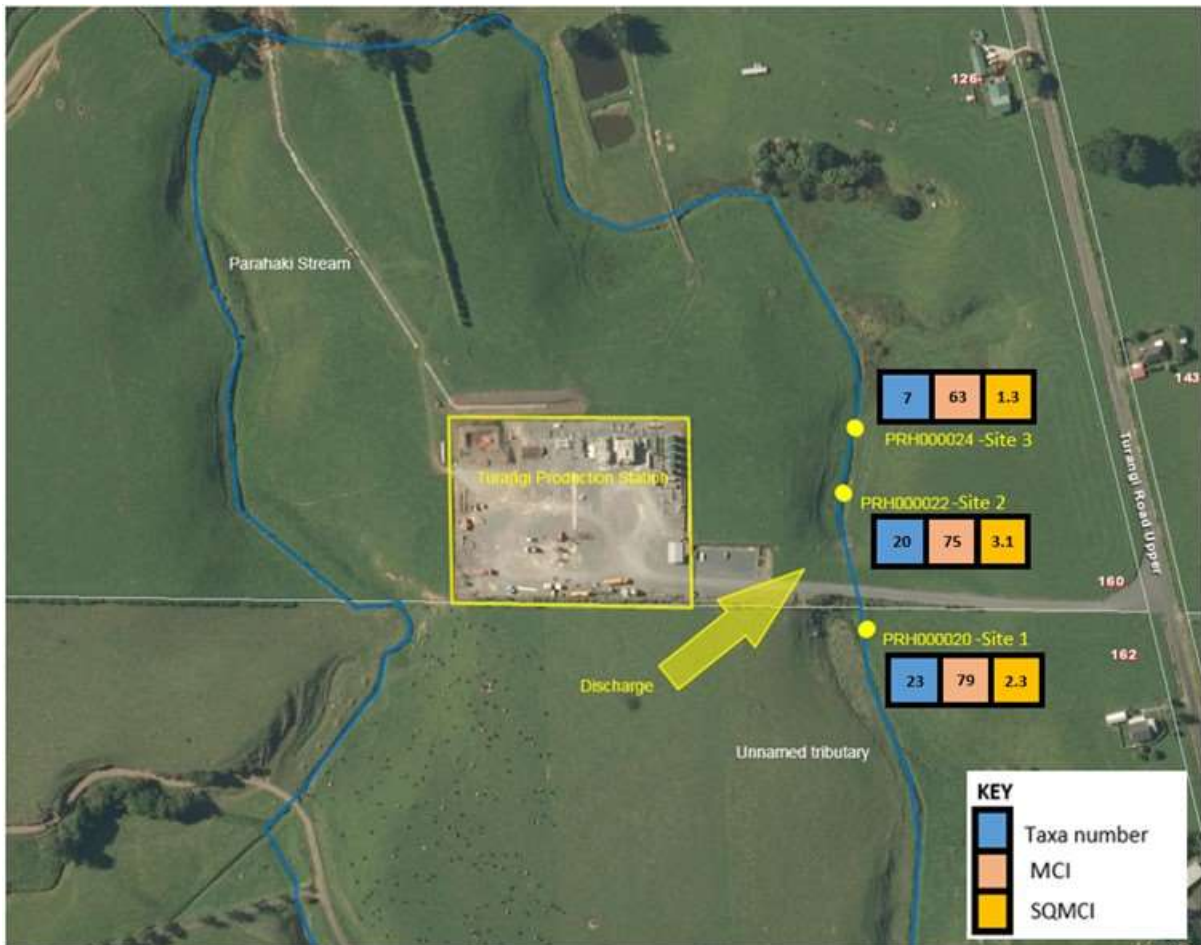 126
Parahaki Stream
143
7 63 1.3
PRH000024 -Site 3
Turangi Production Station
PRH000022 -Site 2
20 75 3.1
Turangi Road Upper
160
PRH000020 -Site 1
162
23 79 2.3
Discharge
Unnamed tributary
KEY
Taxa number
MCI
SQMCI